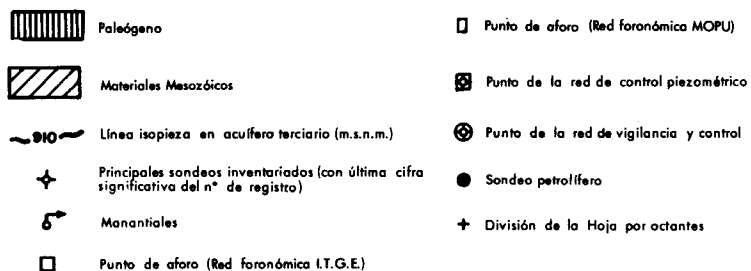 Paleógeno
Materiales Mesozóicos
910
Línea isopieza en acuífero terciario (m.s.n.m.)
Principales sondeos inventariados (con última cifra
significativa del nº de registro)
Manantiales
Punto de aforo (Red foronómica I.T.G.E.)
Punto de aforo (Red foronómica MOPU)
Punto de la red de control piezométrico
Punto de la red de vigilancia y control
Sondeo petrolífero
División de la Hoja por octantes